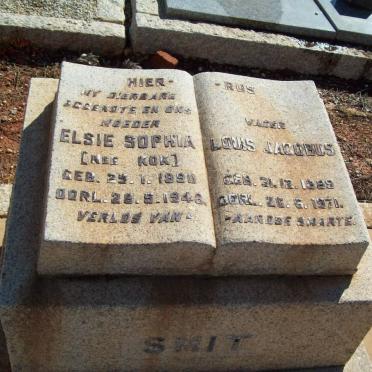 HIER - RUS
MY DIERBARE
EGGENOTE EN ONS
MOEDER
ELSIE SOPHIA
[NEE KOK]
GEB. 25.1.1890
OORL. 28.5.1946
VERLOS VAN -
VADER
LOUIS JACOBUS
GEB. 31.12.1889
OORL. 26.6.1971.
- AARDSE SMARTE
SMIT